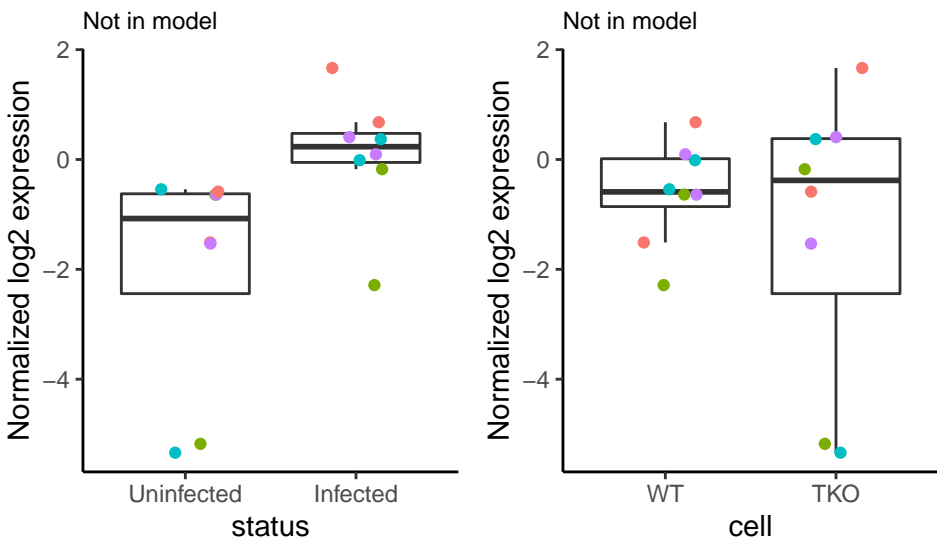 Not in model
Normalized log2 expression
2
0
−2
−4
Uninfected
Infected
status
Not in model
Normalized log2 expression
2
0
−2
−4
WT
TKO
cell